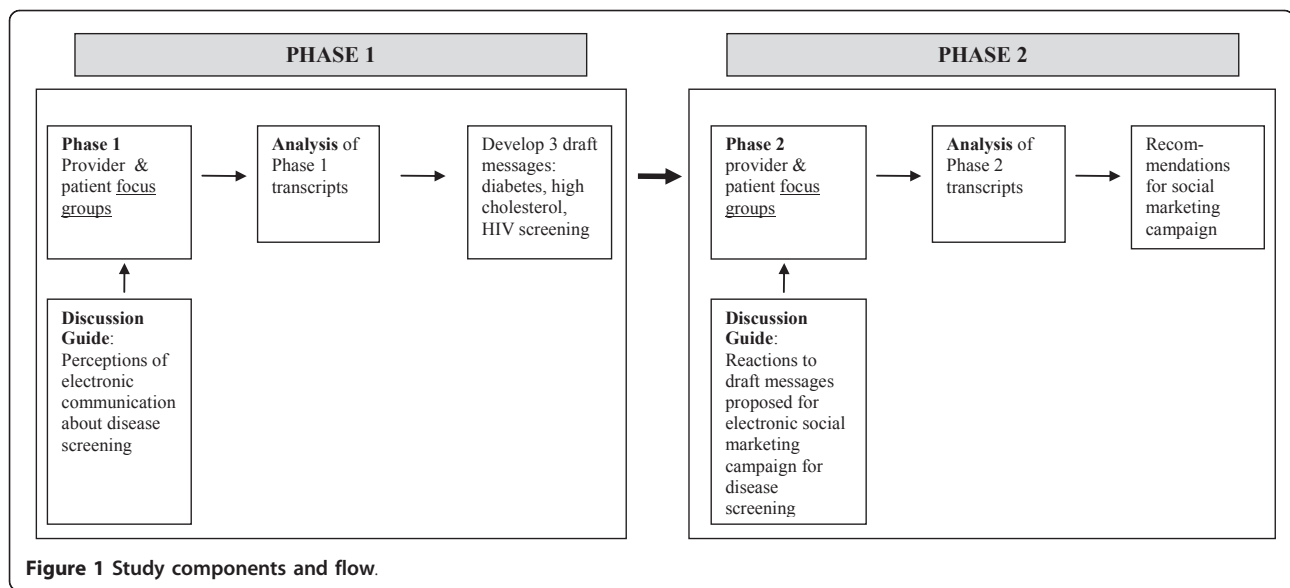 PHASE 1
Phase 1
Provider &
patient focus
groups
Analysis of
Phase 1
transcripts
Develop 3 draft
messages:
diabetes, high
cholesterol,
HIV screening
Discussion
Guide:
Perceptions of
electronic
communication
about disease
screening
PHASE 2
Phase 2
provider &
patient focus
groups
Analysis of
Phase 2
transcripts
Recom-
mendations
for social
marketing
campaign
Discussion
Guide:
Reactions to
draft messages
proposed for
electronic social
marketing
campaign for
disease
screening
Figure 1 Study components and flow.